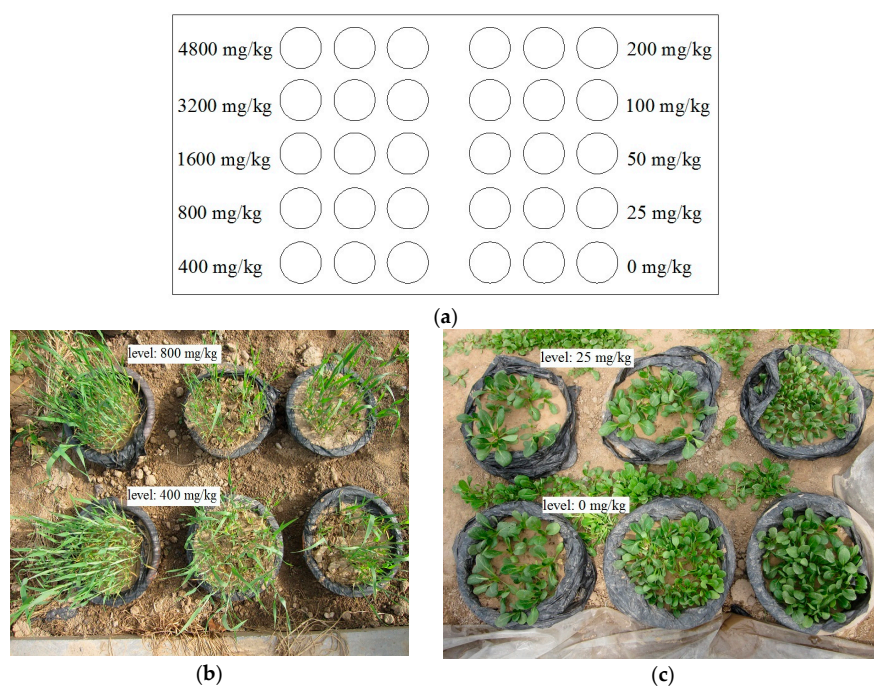 4800 mg/kg 200 mg/kg
3200 mg/kg 100 mg/kg
1600 mg/kg 50 mg/kg
800 mg/kg 25 mg/kg
400 mg/kg 0 mg/kg
(a)
level: 800 mg/kg
level: 400 mg/kg
(b)
level: 25 mg/kg
level: 0 mg/kg
(c)